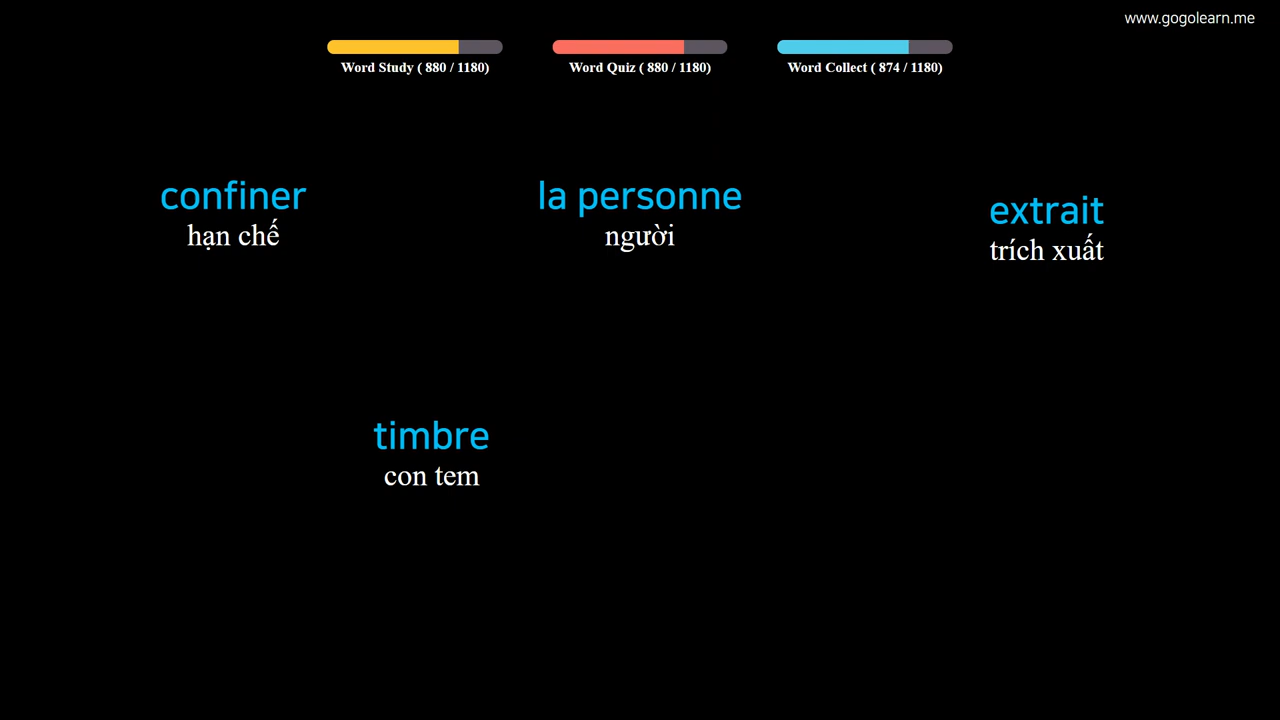 www.gogolearn.me
Word Study ( 880 / 1180)
Word Quiz ( 880 / 1180)
Word Collect ( 874 / 1180)
confiner
hạn chế
la personne
người
extrait
trích xuất
timbre
con tem